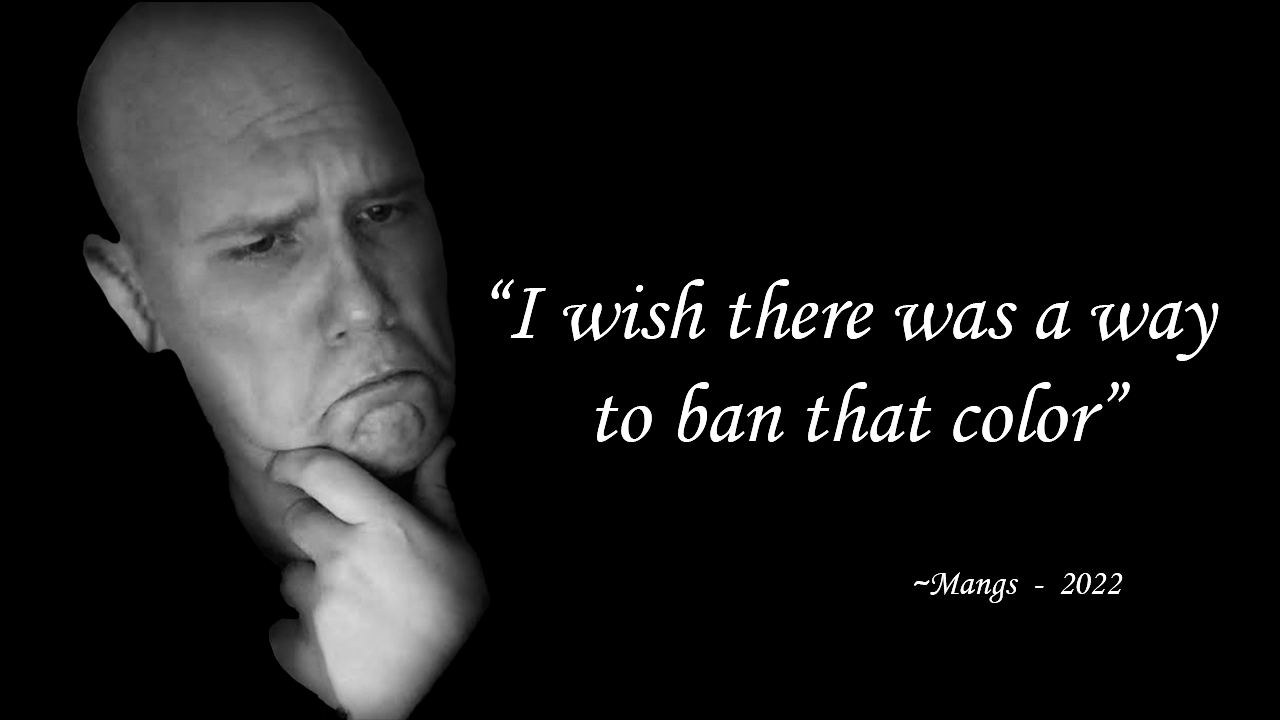 “I wish there was a way
to ban that color”
~Mangs - 2022